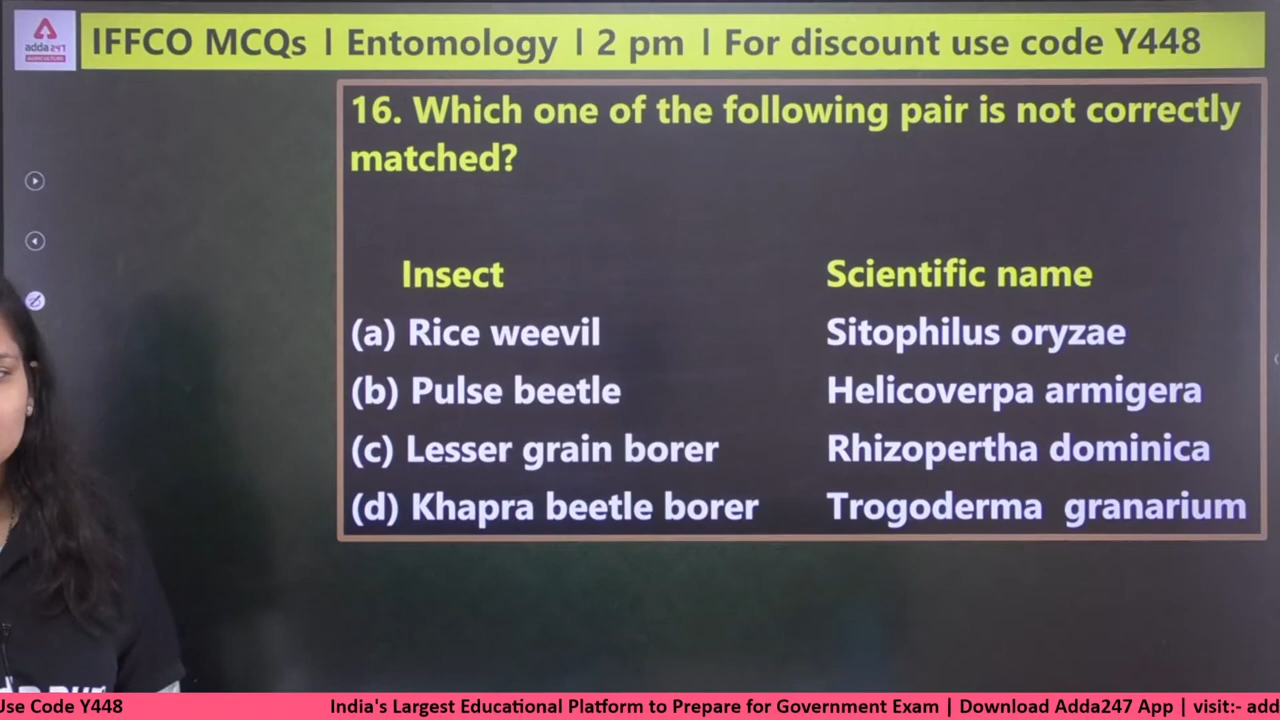 adda247
AGRICULTURE
IFFCO MCQs l Entomology l 2 pm l For discount use code Y448
16. Which one of the following pair is not correctly
matched?
Insect Scientific name
(a) Rice weevil Sitophilus oryzae
(b) Pulse beetle Helicoverpa armigera
(c) Lesser grain borer Rhizopertha dominica
(d) Khapra beetle borer Trogoderma granarium
Use Code Y448 India's Largest Educational Platform to Prepare for Government Exam | Download Adda247 App | visit:- add